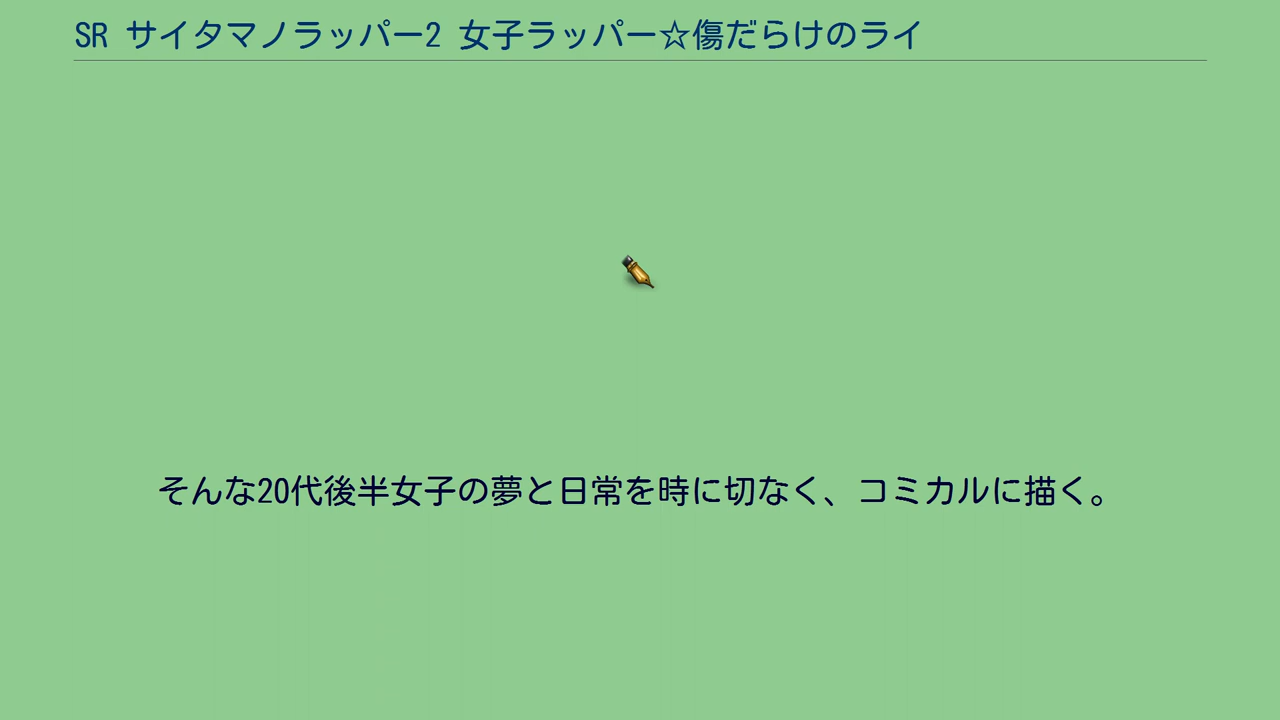 SR サイタマノラッパー2 女子ラッパー☆傷だらけのライ
そんな20代後半女子の夢と日常を時に切なく、コミカルに描く。